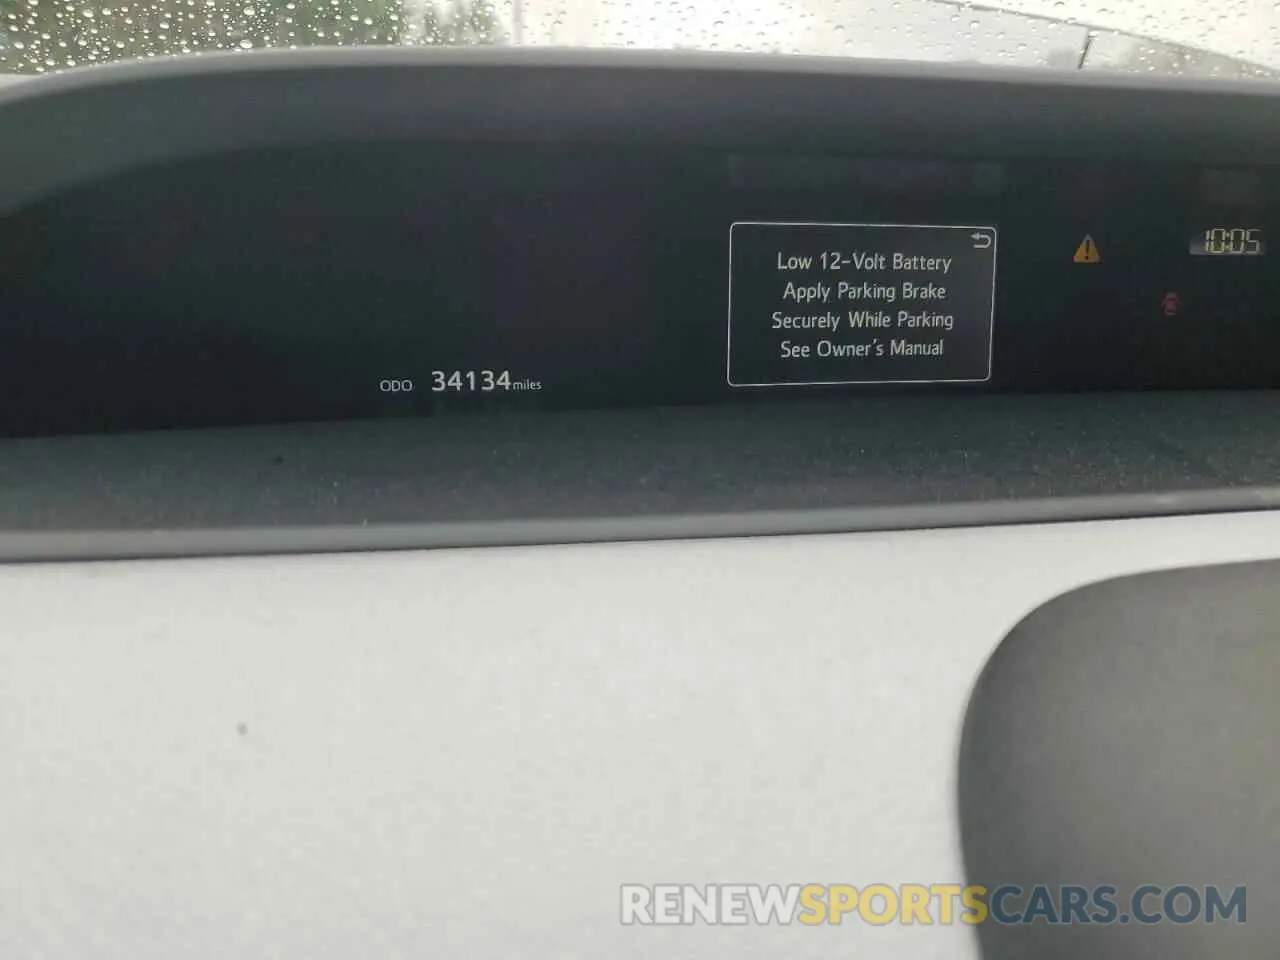 10:05
Low 12-Volt Battery
Apply Parking Brake
Securely While Parking
See Owner's Manual
ODO 34134 miles
RENEWSPORTSCARS.COM